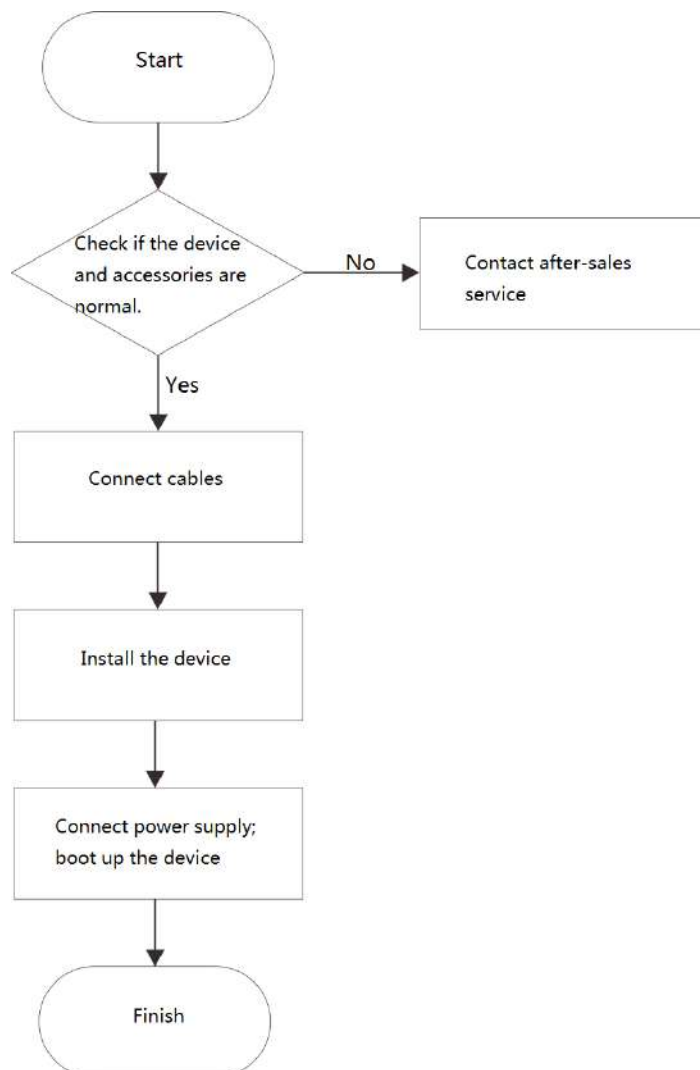 Start
Check if the device
and accessories are
normal.
No
Contact after-sales
service
Yes
Connect cables
Install the device
Connect power supply;
boot up the device
Finish